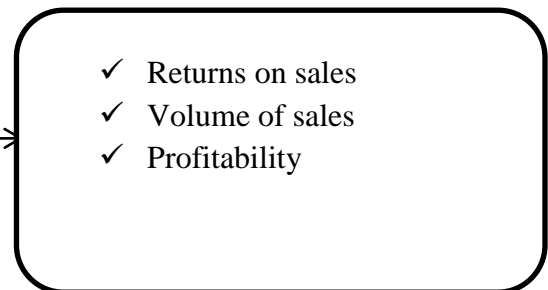 ✓ Returns on sales
✓ Volume of sales
✓ Profitability